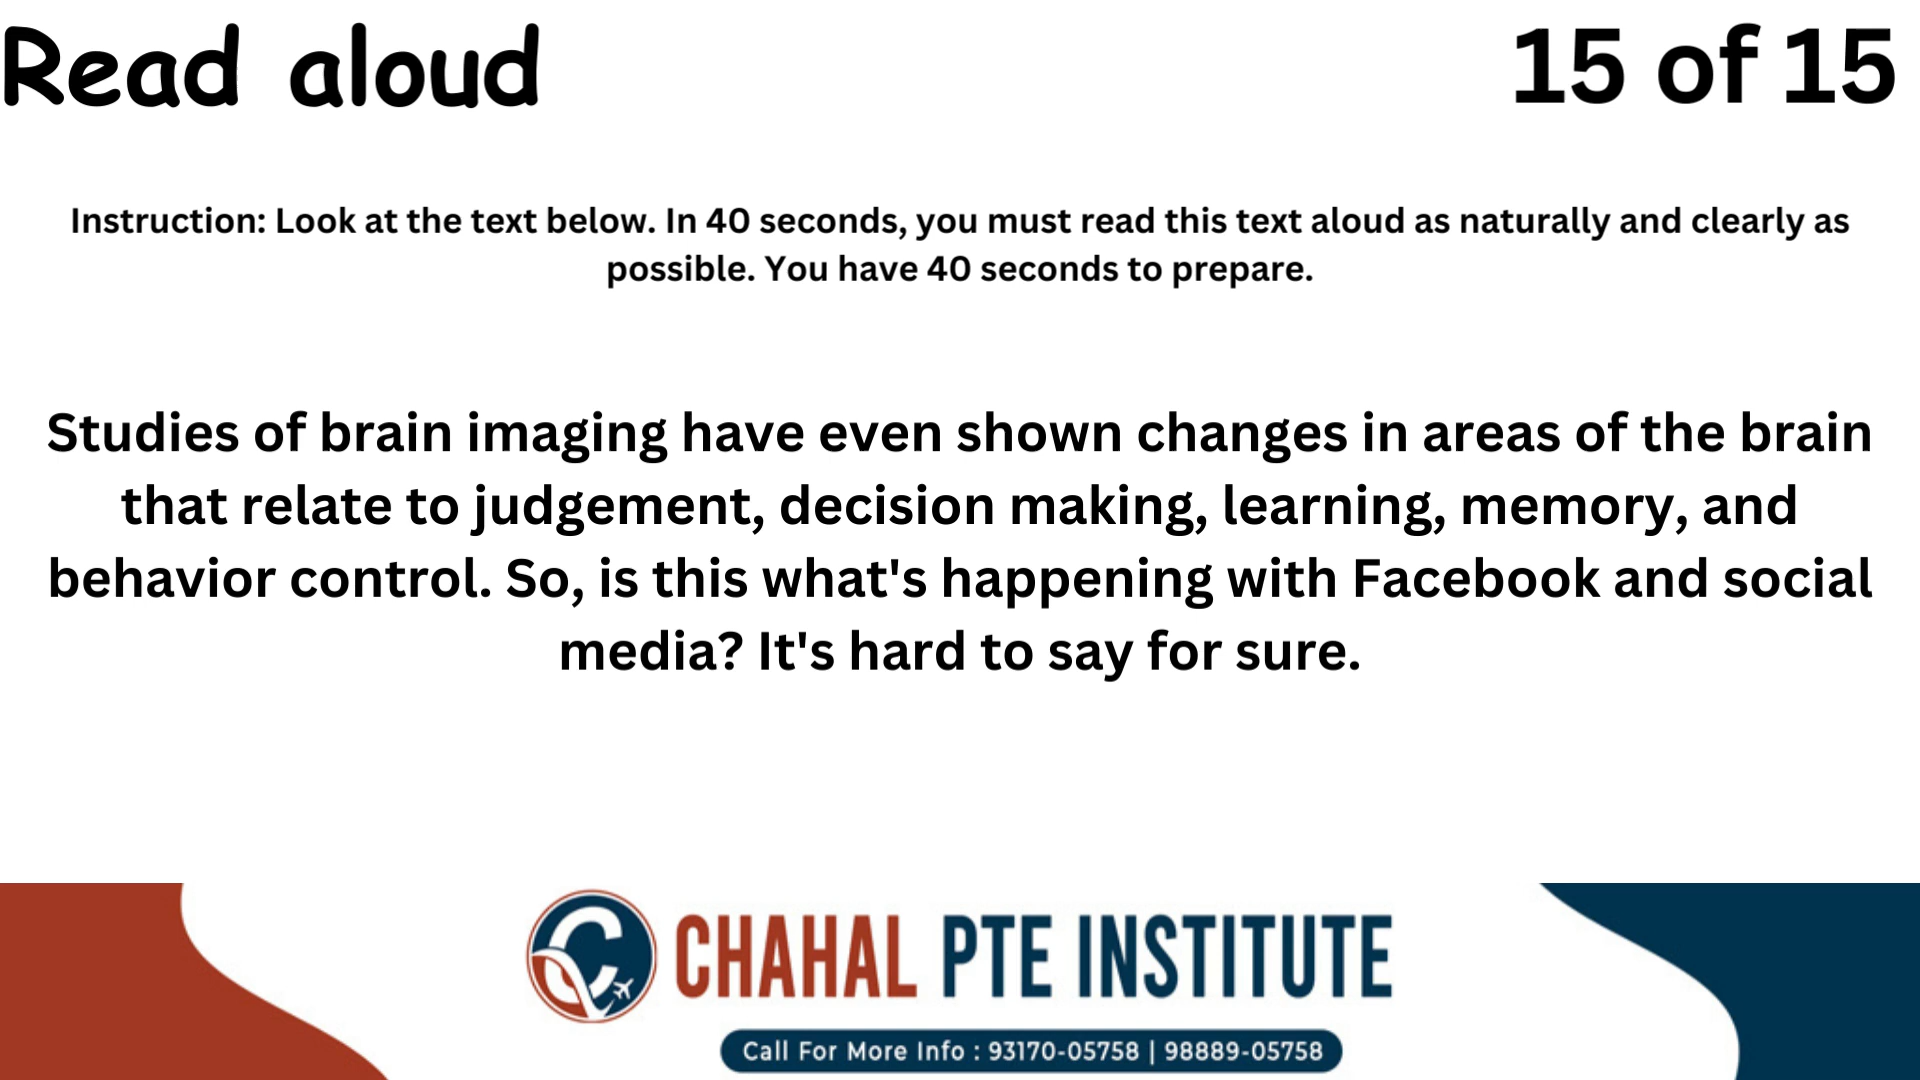 Read aloud
15 of 15
Instruction: Look at the text below. In 40 seconds, you must read this text aloud as naturally and clearly as
possible. You have 40 seconds to prepare.
Studies of brain imaging have even shown changes in areas of the brain
that relate to judgement, decision making, learning, memory, and
behavior control. So, is this what's happening with Facebook and social
media? It's hard to say for sure.
CHAHAL PTE INSTITUTE
Call For More Info : 93170-05758 | 98889-05758